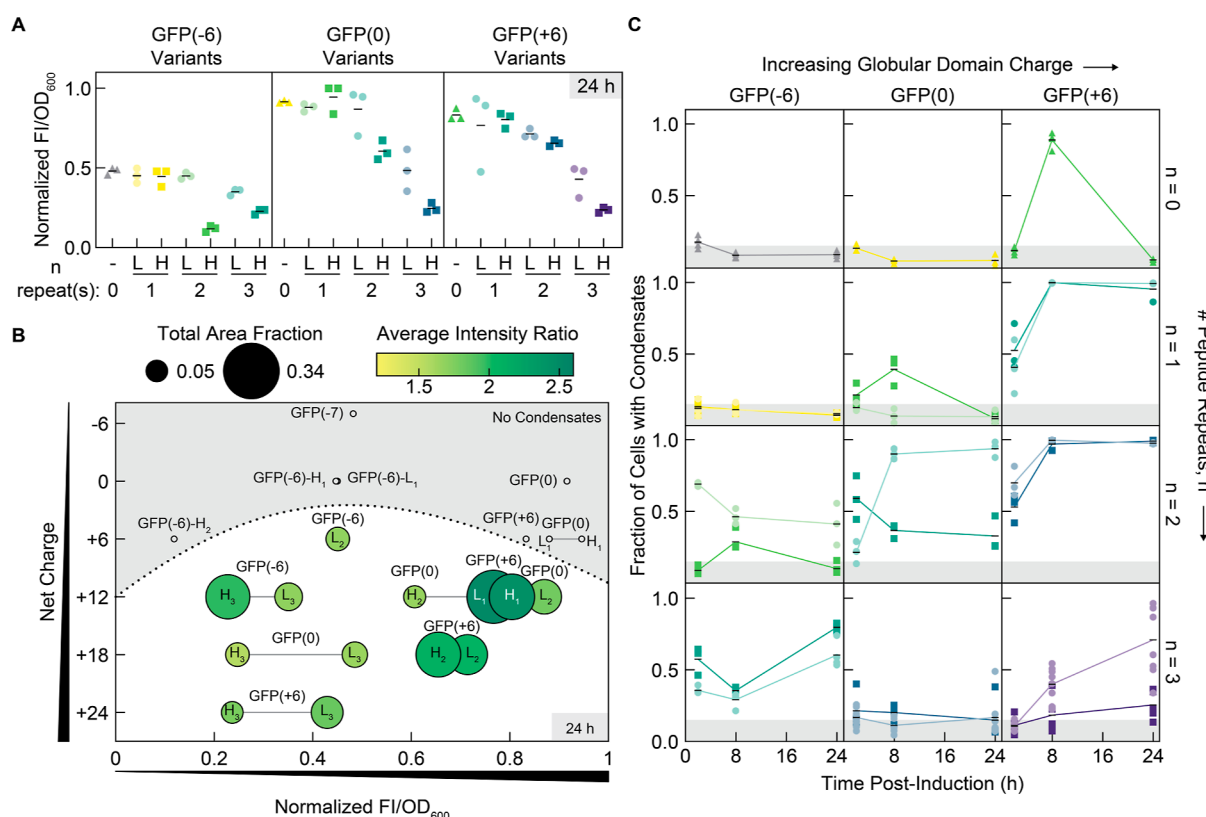 A
GFP(-6) Variants
GFP(0) Variants
GFP(+6) Variants
24 h
Normalized FI/OD600
1.0
0.5
0.0
n - L H L H L H - L H L H L H - L H L H L H
repeat(s): 0 1 2 3 0 1 2 3 0 1 2 3
B
Total Area Fraction
0.05 0.34
Average Intensity Ratio
1.5 2 2.5
No Condensates
GFP(-7)
GFP(-6)-H1 GFP(-6)-L1 GFP(0)
GFP(-6)-H2 GFP(-6) GFP(+6) GFP(0)
L2 L1 H1
GFP(-6) GFP(0) GFP(+6) GFP(0)
H3 L3 H2 L1 H1 L2
GFP(0) GFP(+6)
H3 L3 H2 L2
GFP(+6)
H3 L3
24 h
Net Charge
-6
0
+6
+12
+18
+24
0 0.2 0.4 0.6 0.8 1
Normalized FI/OD600
C
Increasing Globular Domain Charge
GFP(-6) GFP(0) GFP(+6)
Fraction of Cells with Condensates
1.0
0.5
n = 0
1.0
0.5
n = 1
1.0
0.5
n = 2
1.0
0.5
0.0
n = 3
# Peptide Repeats, n
0 8 24 0 8 24 0 8 24
Time Post-Induction (h)